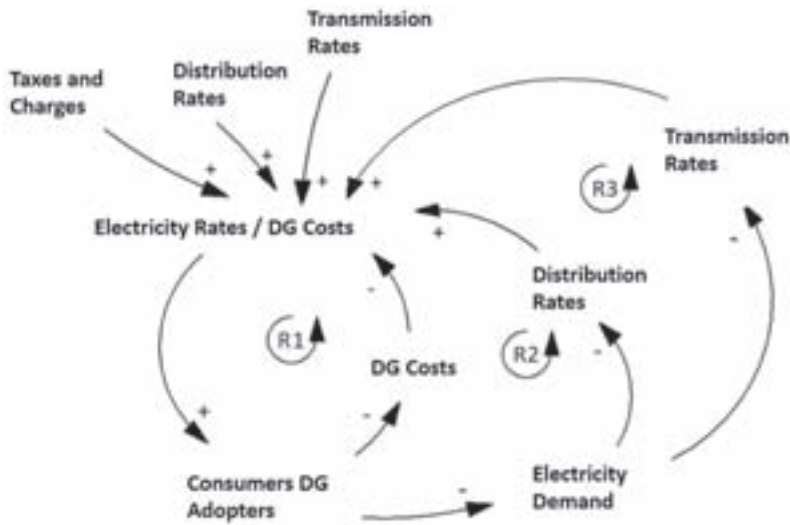 Transmission
Rates
Distribution
Rates
Taxes and
Charges
Transmission
Rates
+
+
+
+
R3
Electricity Rates / DG Costs
+
-
Distribution
Rates
-
R1
R2
-
DG Costs
+
-
Consumers DG
Adopters
-
Electricity
Demand